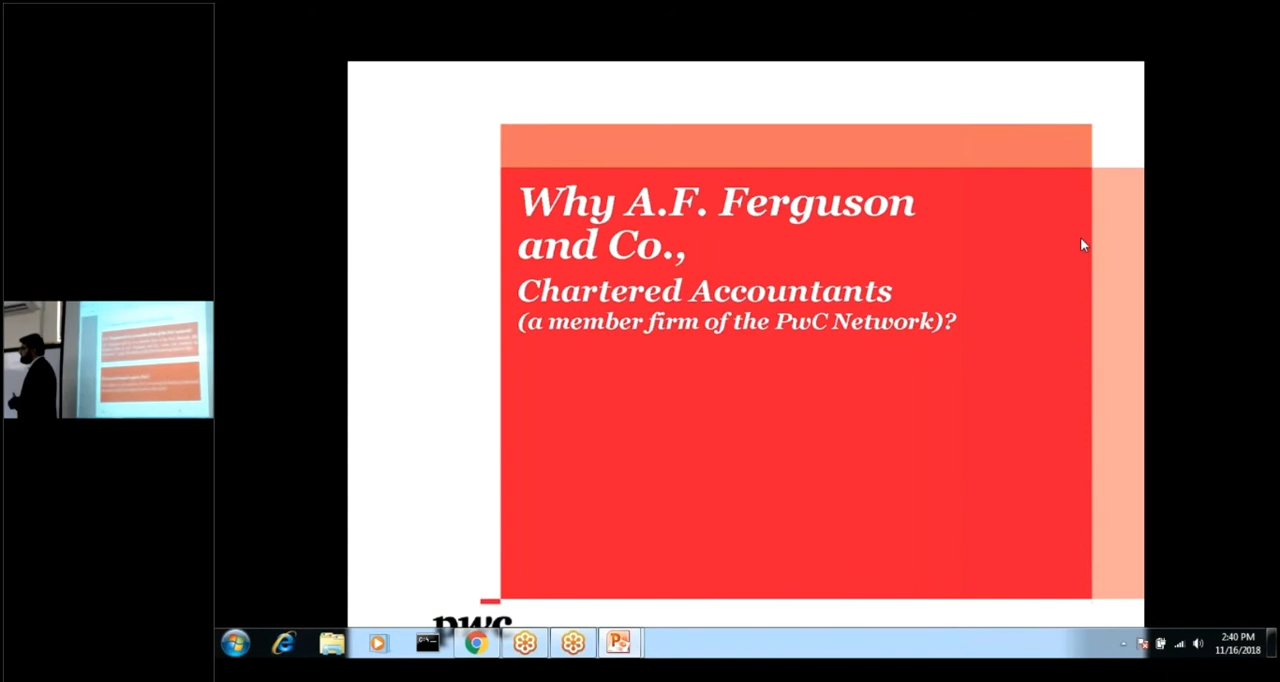 Why A.F. Ferguson
and Co.,
Chartered Accountants
(a member firm of the PwC Network)?
pwc
2:40 PM
11/16/2018